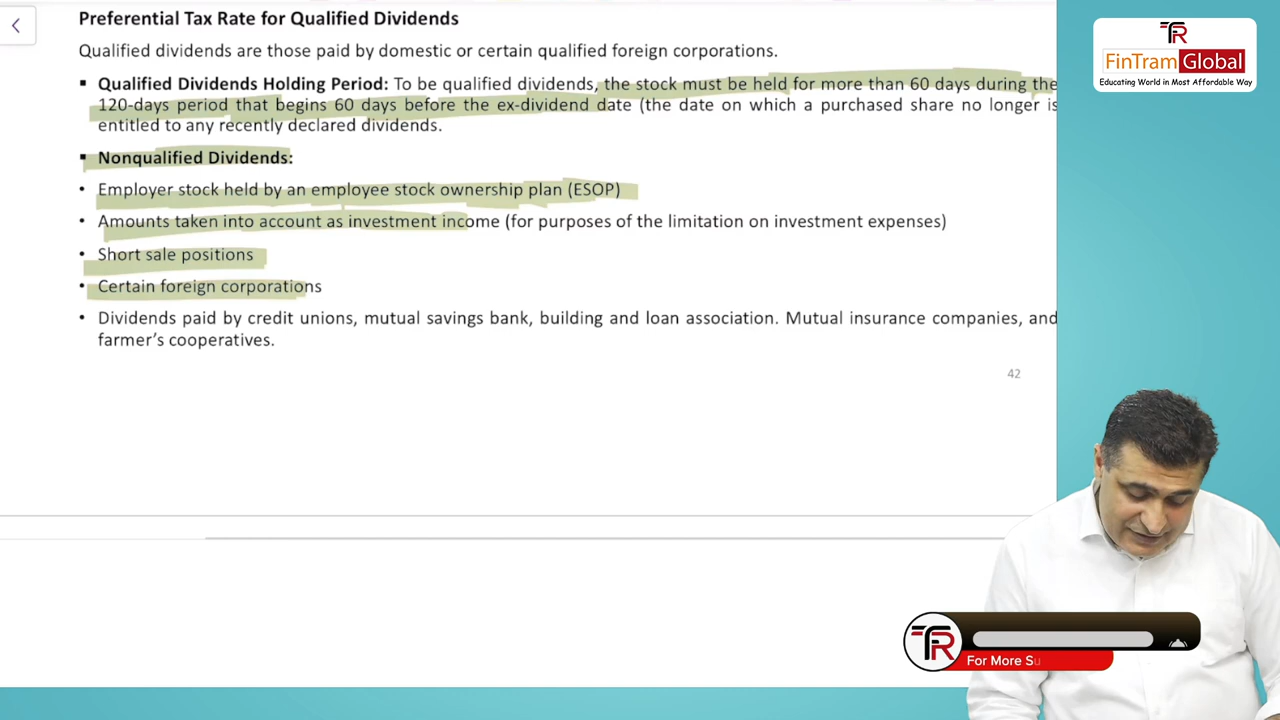 Preferential Tax Rate for Qualified Dividends
Qualified dividends are those paid by domestic or certain qualified foreign corporations.
▪ Qualified Dividends Holding Period: To be qualified dividends, the stock must be held for more than 60 days during the
120-days period that begins 60 days before the ex-dividend date (the date on which a purchased share no longer is
entitled to any recently declared dividends.
▪ Nonqualified Dividends:
• Employer stock held by an employee stock ownership plan (ESOP)
• Amounts taken into account as investment income (for purposes of the limitation on investment expenses)
• Short sale positions
• Certain foreign corporations
• Dividends paid by credit unions, mutual savings bank, building and loan association. Mutual insurance companies, and
farmer's cooperatives.
42
FinTram Global
Educating World in Most Affordable Way
For More Su